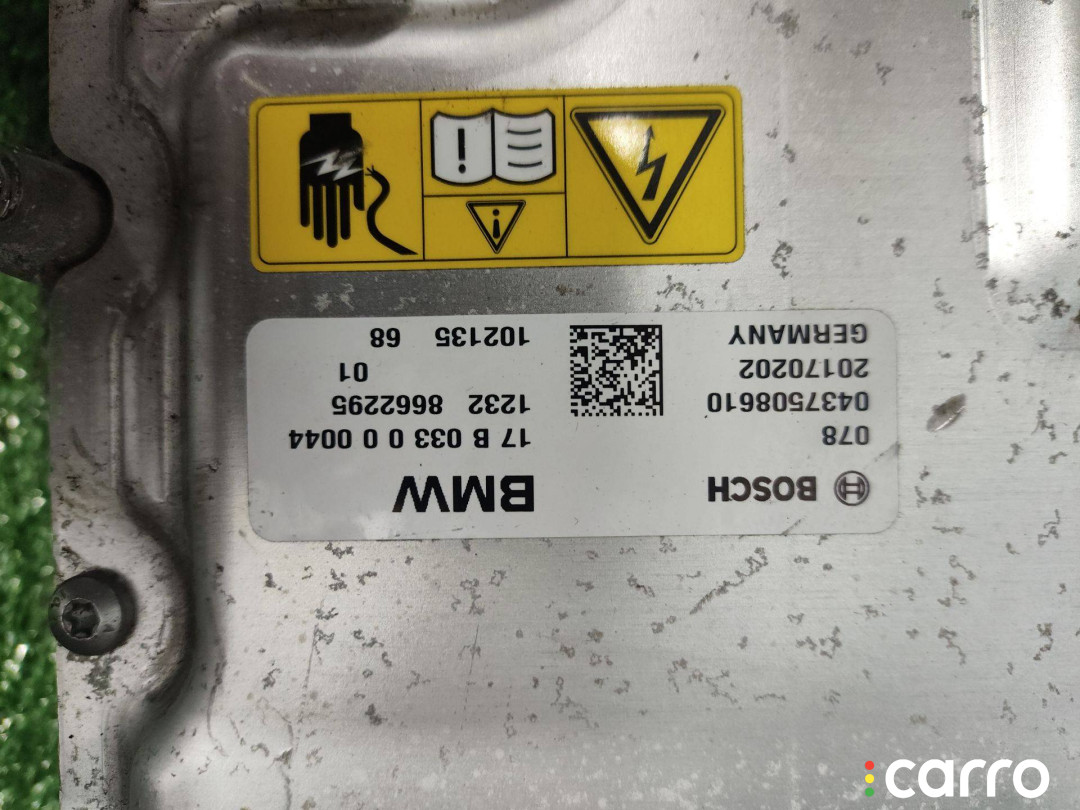 BOSCH
078
0437508610
20170202
GERMANY
BMW
17 B 033 0 0 0044
1232 8662295
01
102135 68
carro